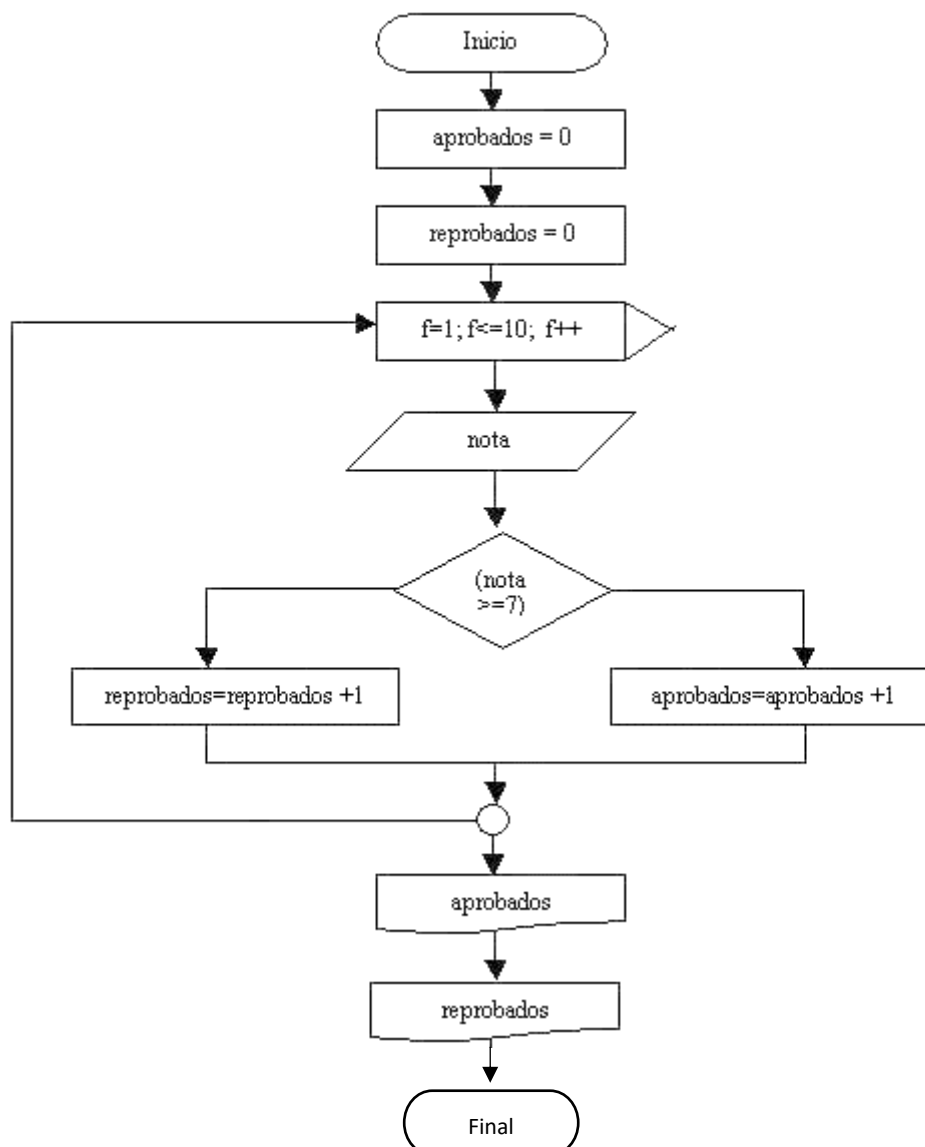 Inicio
aprobados = 0
reprobados = 0
f=1; f<=10; f++
nota
(nota
>=7)
reprobados=reprobados +1
aprobados=aprobados +1
aprobados
reprobados
Final